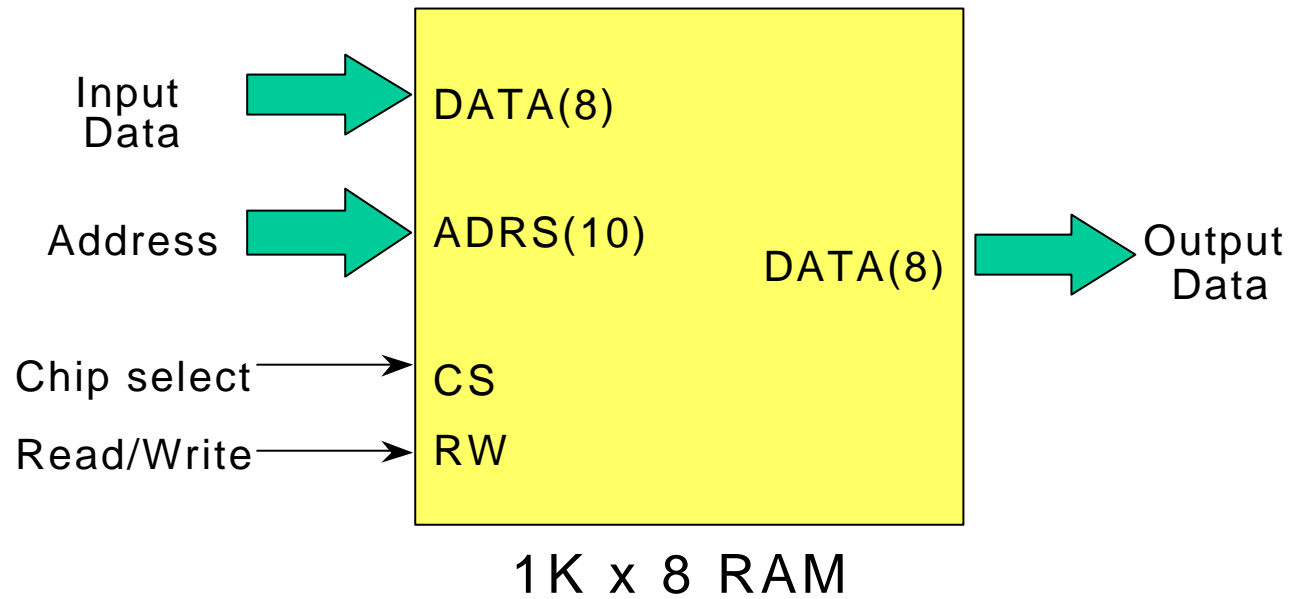 Input
Data
DATA(8)
Address
ADRS(10)
DATA(8)
Output
Data
Chip select
CS
Read/Write
RW
1K x 8 RAM